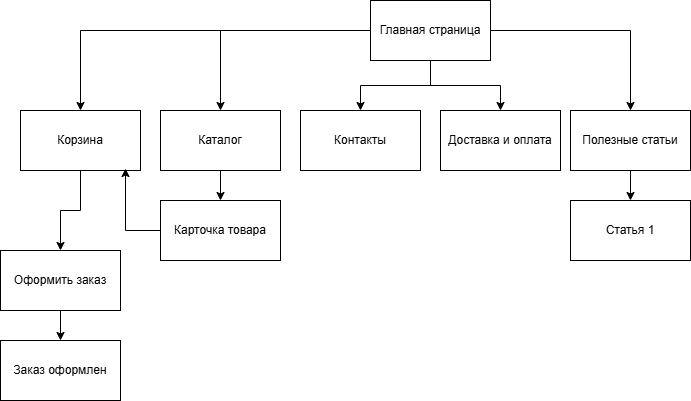 Главная страница
Корзина
Каталог
Контакты
Доставка и оплата
Полезные статьи
Карточка товара
Статья 1
Оформить заказ
Заказ оформлен